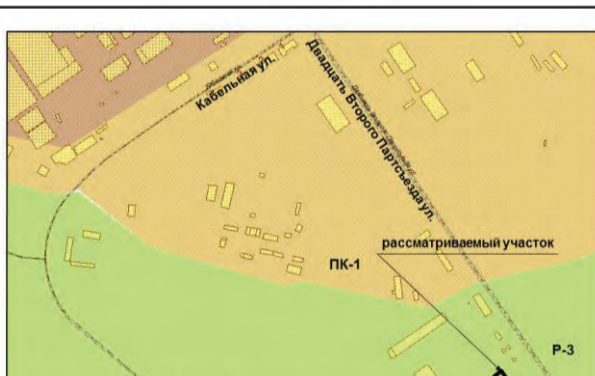 Кабельная ул.
Двадцать Второго Партсъезда ул.
рассматриваемый участок
ПК-1
Р-3